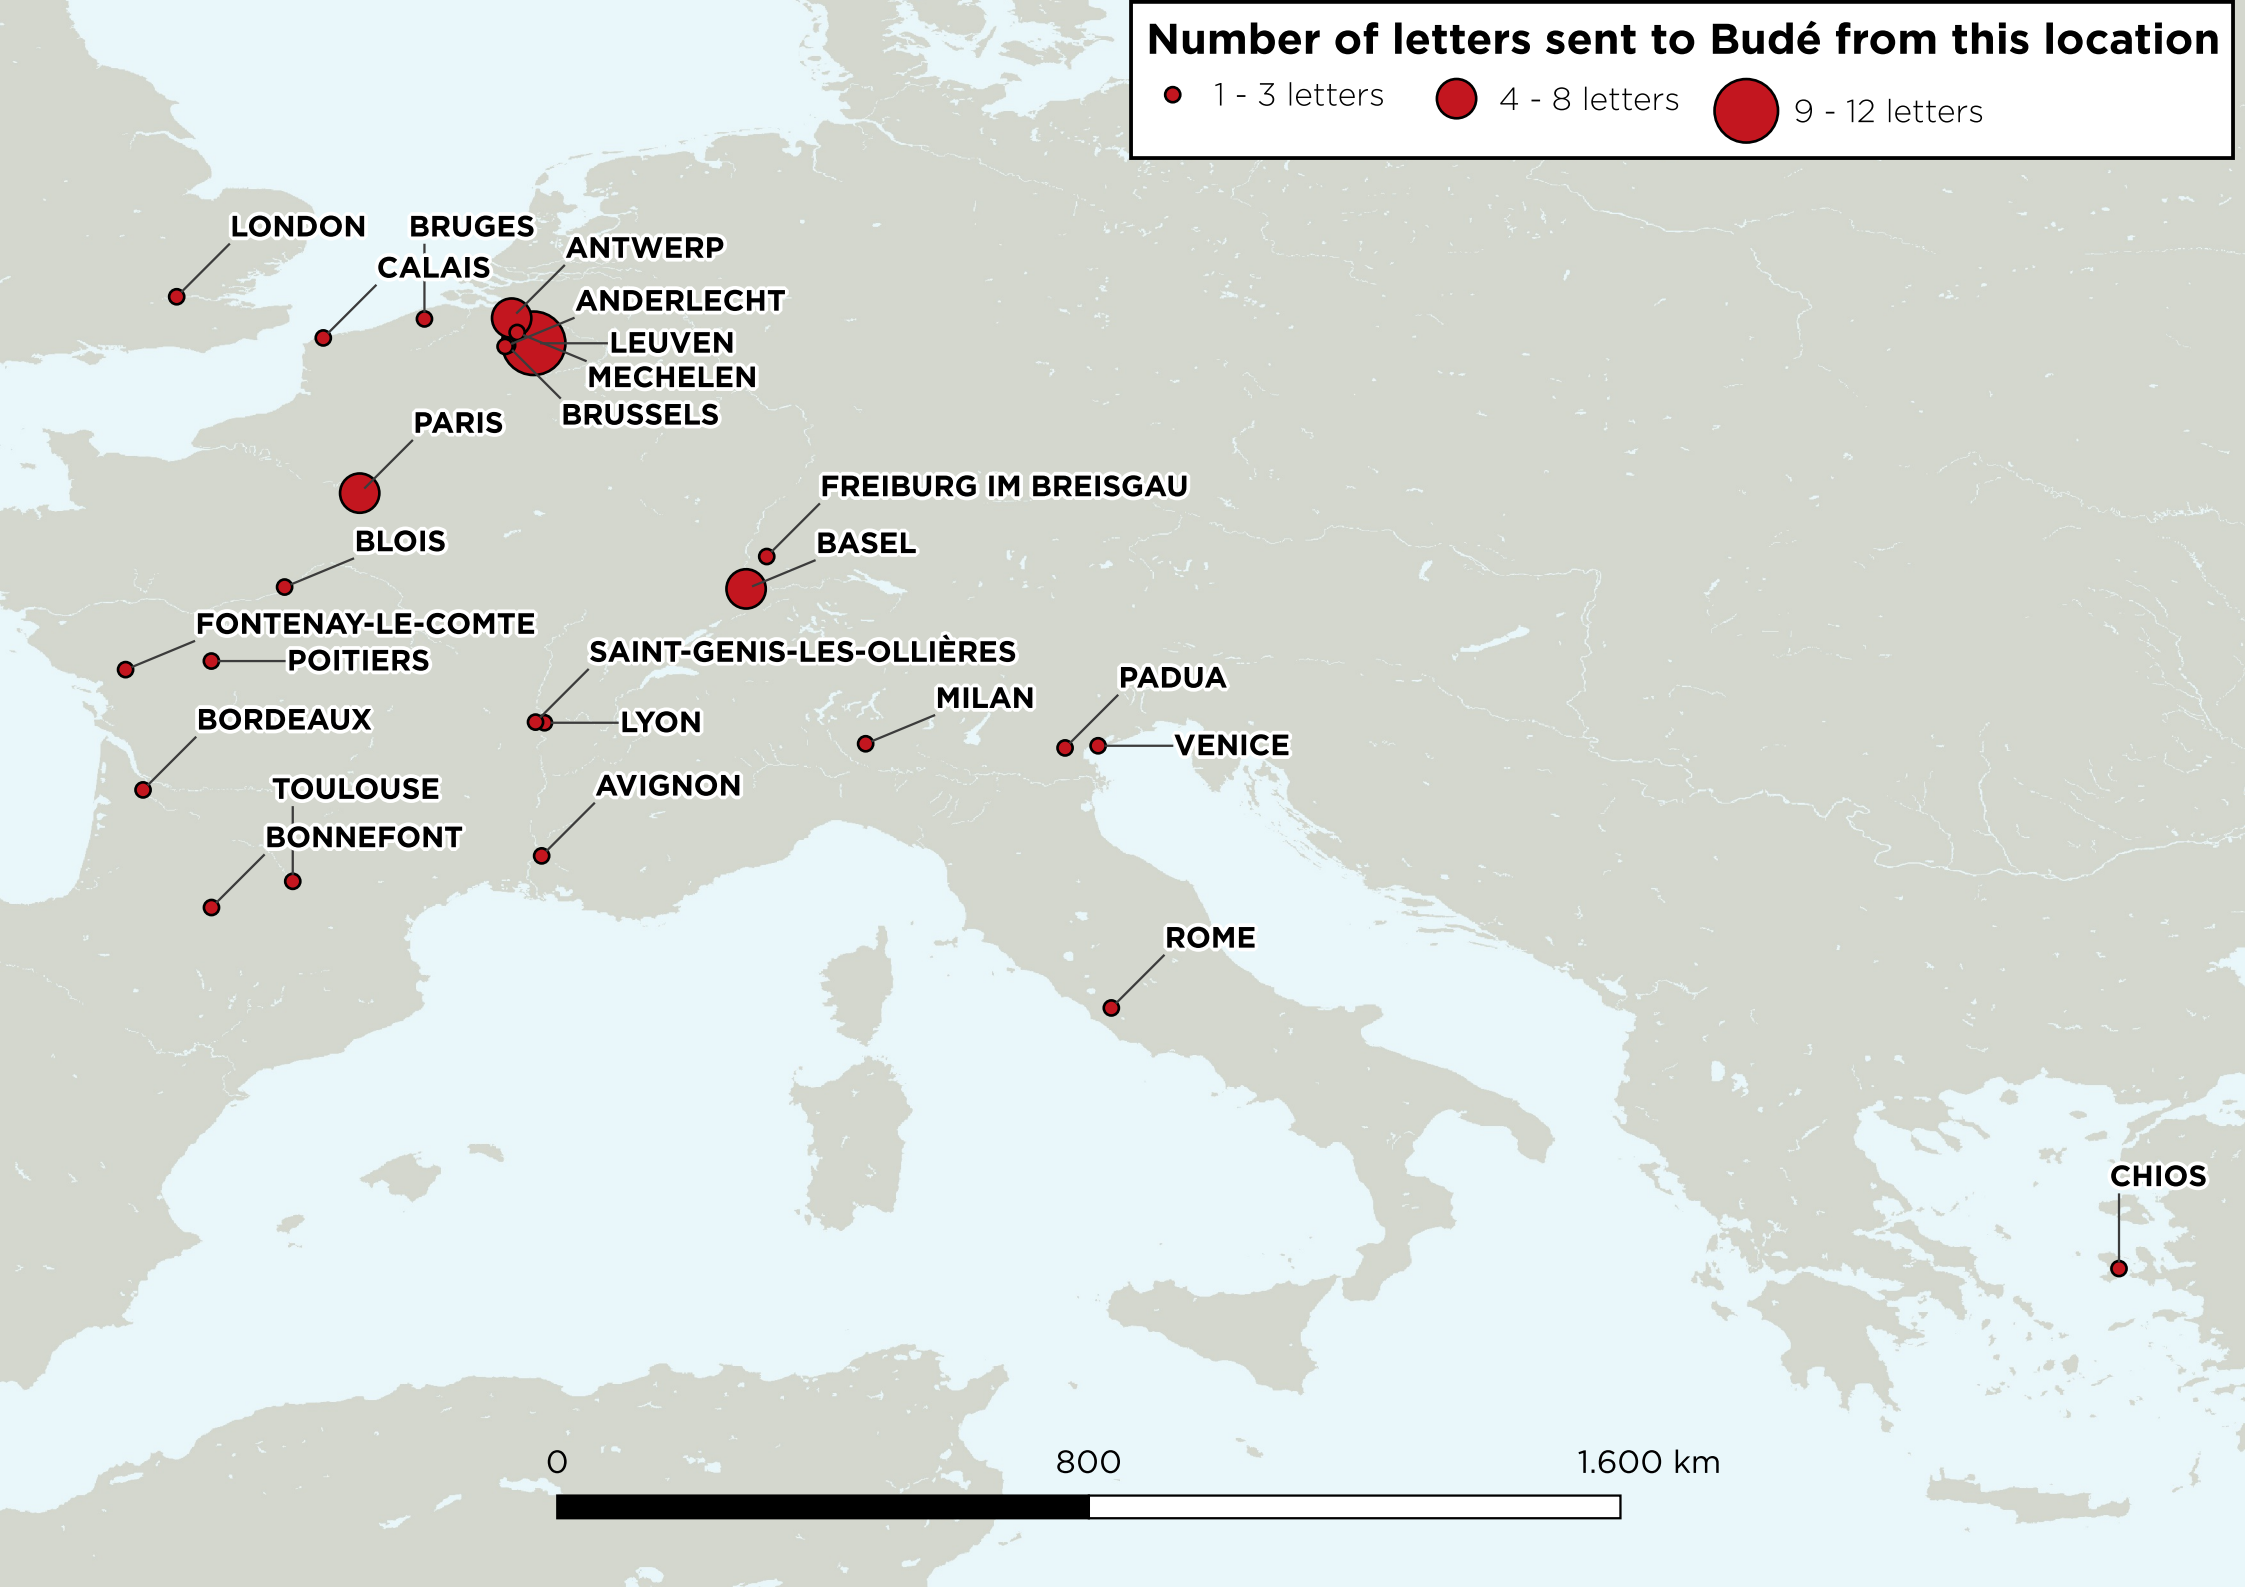 Number of letters sent to Budé from this location
1 - 3 letters
4 - 8 letters
9 - 12 letters
LONDON
BRUGES
ANTWERP
CALAIS
ANDERLECHT
LEUVEN
MECHELEN
BRUSSELS
PARIS
FREIBURG IM BREISGAU
BLOIS
BASEL
FONTENAY-LE-COMTE
SAINT-GENIS-LES-OLLIÈRES
POITIERS
PADUA
MILAN
BORDEAUX
LYON
VENICE
TOULOUSE
AVIGNON
BONNEFONT
ROME
CHIOS
0
800
1.600 km